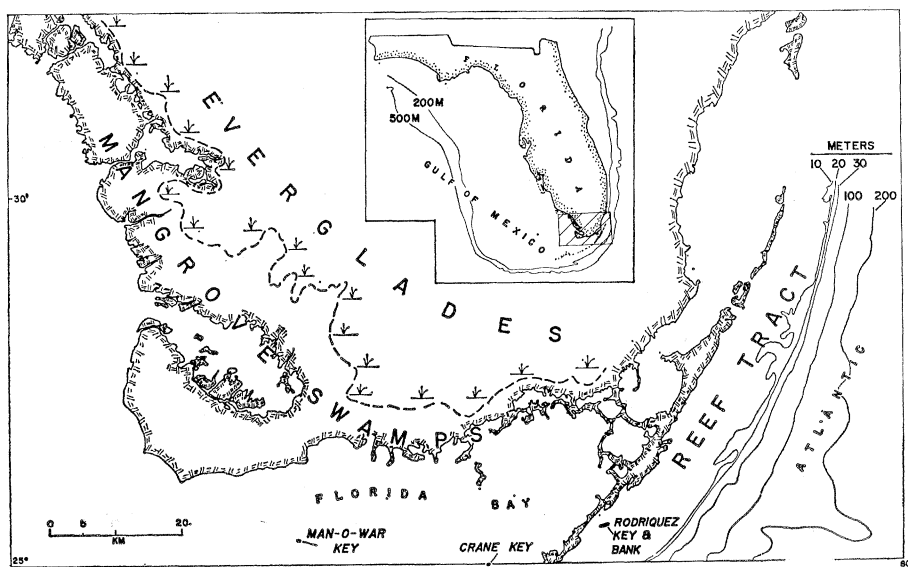 FLORIDA
200M
500M
GULF OF MEXICO
METERS
10 20 30
100 200
30'
EVERGLADES
MANGROVE SWAMPS
REEF TRACT
ATLANTIC
FLORIDA BAY
0 5 20
KM
MAN-O-WAR
KEY
CRANE KEY
RODRIQUEZ
KEY &
BANK
25°
80